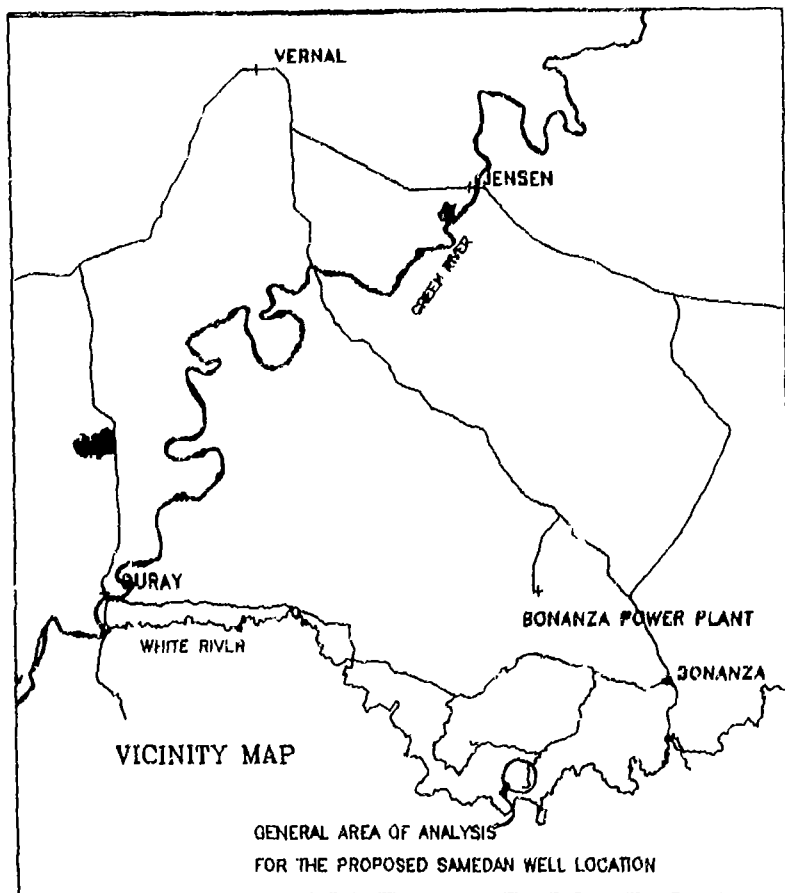 VERNAL
JENSEN
GREEN RIVER
OURAY
BONANZA POWER PLANT
WHITE RIVER
BONANZA
VICINITY MAP
GENERAL AREA OF ANALYSIS
FOR THE PROPOSED SAMEDAN WELL LOCATION